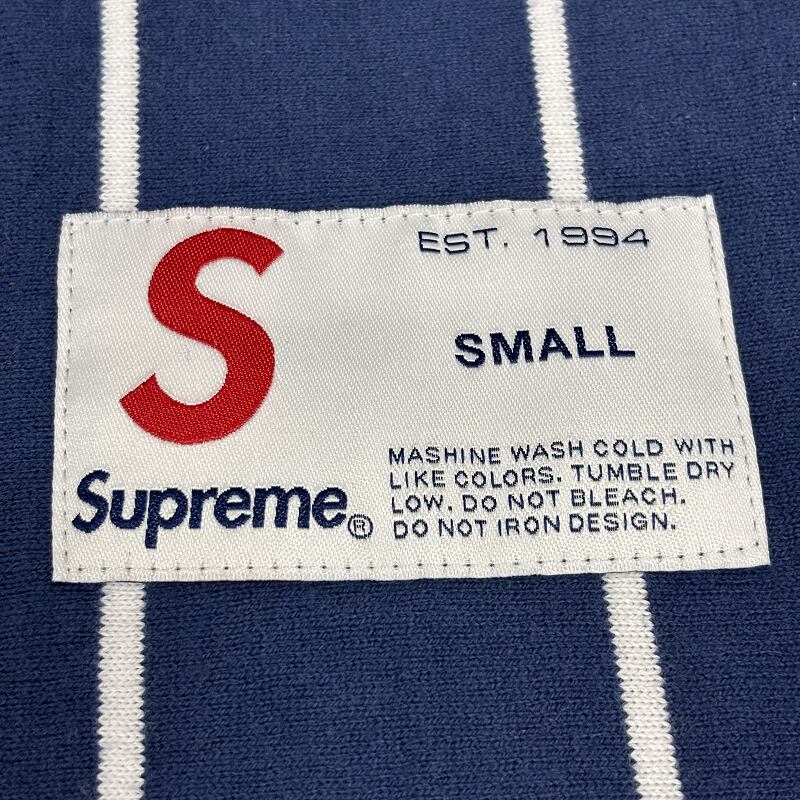 S
EST. 1994
SMALL
Supreme®
MASHINE WASH COLD WITH
LIKE COLORS. TUMBLE DRY
LOW. DO NOT BLEACH.
DO NOT IRON DESIGN.